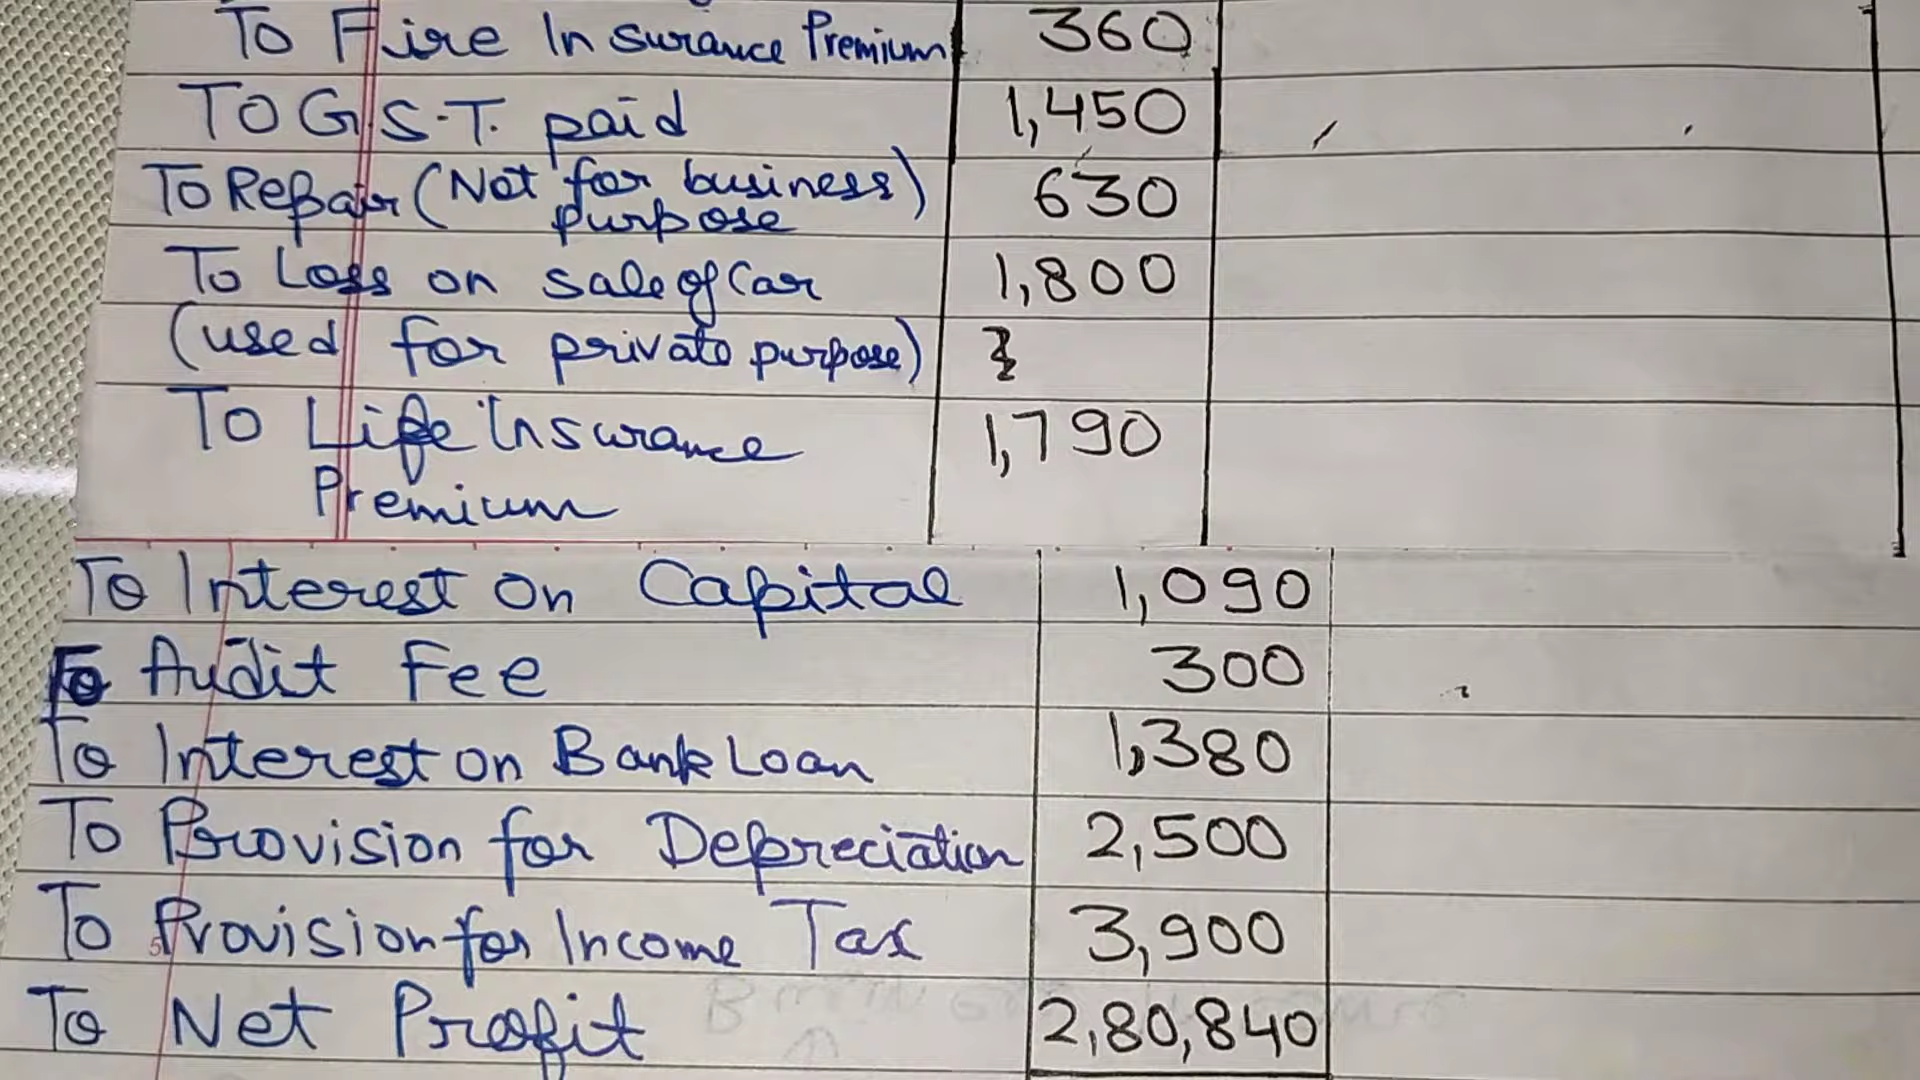 To Fire Insurance Premium 360
To G.S.T. paid 1,450
To Repair (Not for business) 630
purpose
To Loss on sale of Car 1,800
(used for private purpose)
To Life Insurance 1,790
Premium
To Interest on Capital 1,090
To Audit Fee 300
To Interest on Bank Loan 1,380
To Provision for Depreciation 2,500
To Provision for Income Tax 3,900
To Net Profit 2,80,840